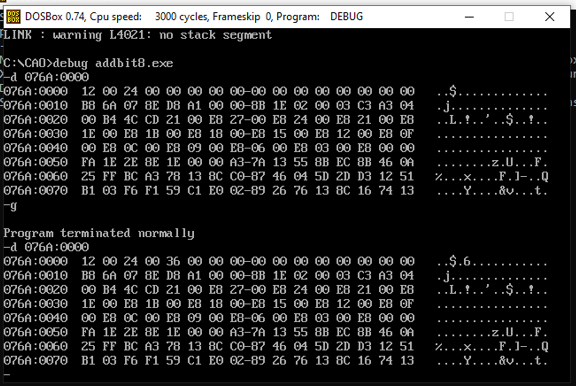 DOSBox 0.74, Cpu speed: 3000 cycles, Frameskip 0, Program: DEBUG
LINK : warning L4021: no stack segment
C:\CAO>debug addbit8.exe
-d 076A:0000
076A:0000 12 00 24 00 00 00 00 00-00 00 00 00 00 00 00 00 ..$.............
076A:0010 B8 6A 07 8E D8 A1 00 00-8B 1E 02 00 03 C3 A3 04 .j..............
076A:0020 00 B4 4C CD 21 00 E8 27-00 E8 24 00 E8 21 00 E8 ..L.!..'..$..!..
076A:0030 1E 00 E8 1B 00 E8 18 00-E8 15 00 E8 12 00 E8 0F ................
076A:0040 00 E8 0C 00 E8 09 00 E8-06 00 E8 03 00 E8 00 00 ................
076A:0050 FA 1E 2E 8E 1E 00 00 A3-7A 13 55 8B EC 8B 46 0A ........z.U...F.
076A:0060 25 FF BC A3 78 13 8C C0-87 46 04 5D 2D D3 12 51 %...x....F.]-..Q
076A:0070 B1 03 F6 F1 59 C1 E0 02-89 26 76 13 8C 16 74 13 ....Y....&v...t.
-g
Program terminated normally
-d 076A:0000
076A:0000 12 00 24 00 36 00 00 00-00 00 00 00 00 00 00 00 ..$.6...........
076A:0010 B8 6A 07 8E D8 A1 00 00-8B 1E 02 00 03 C3 A3 04 .j..............
076A:0020 00 B4 4C CD 21 00 E8 27-00 E8 24 00 E8 21 00 E8 ..L.!..'..$..!..
076A:0030 1E 00 E8 1B 00 E8 18 00-E8 15 00 E8 12 00 E8 0F ................
076A:0040 00 E8 0C 00 E8 09 00 E8-06 00 E8 03 00 E8 00 00 ................
076A:0050 FA 1E 2E 8E 1E 00 00 A3-7A 13 55 8B EC 8B 46 0A ........z.U...F.
076A:0060 25 FF BC A3 78 13 8C C0-87 46 04 5D 2D D3 12 51 %...x....F.]-..Q
076A:0070 B1 03 F6 F1 59 C1 E0 02-89 26 76 13 8C 16 74 13 ....Y....&v...t.
-